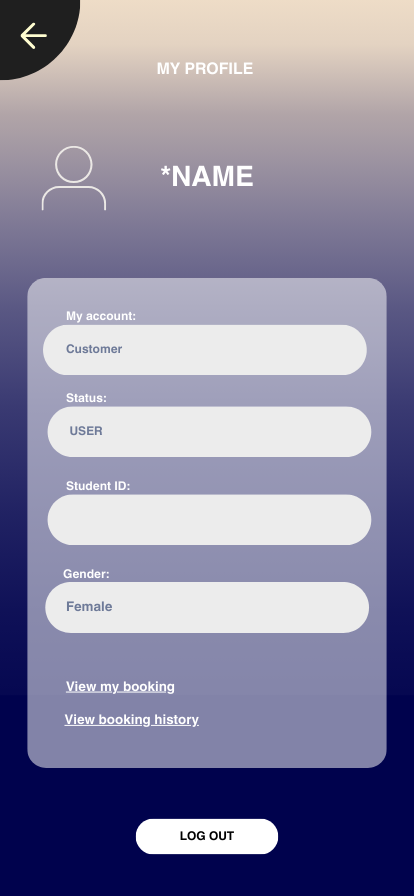 MY PROFILE
*NAME
My account:
Customer
Status:
USER
Student ID:
Gender:
Female
View my booking
View booking history
LOG OUT